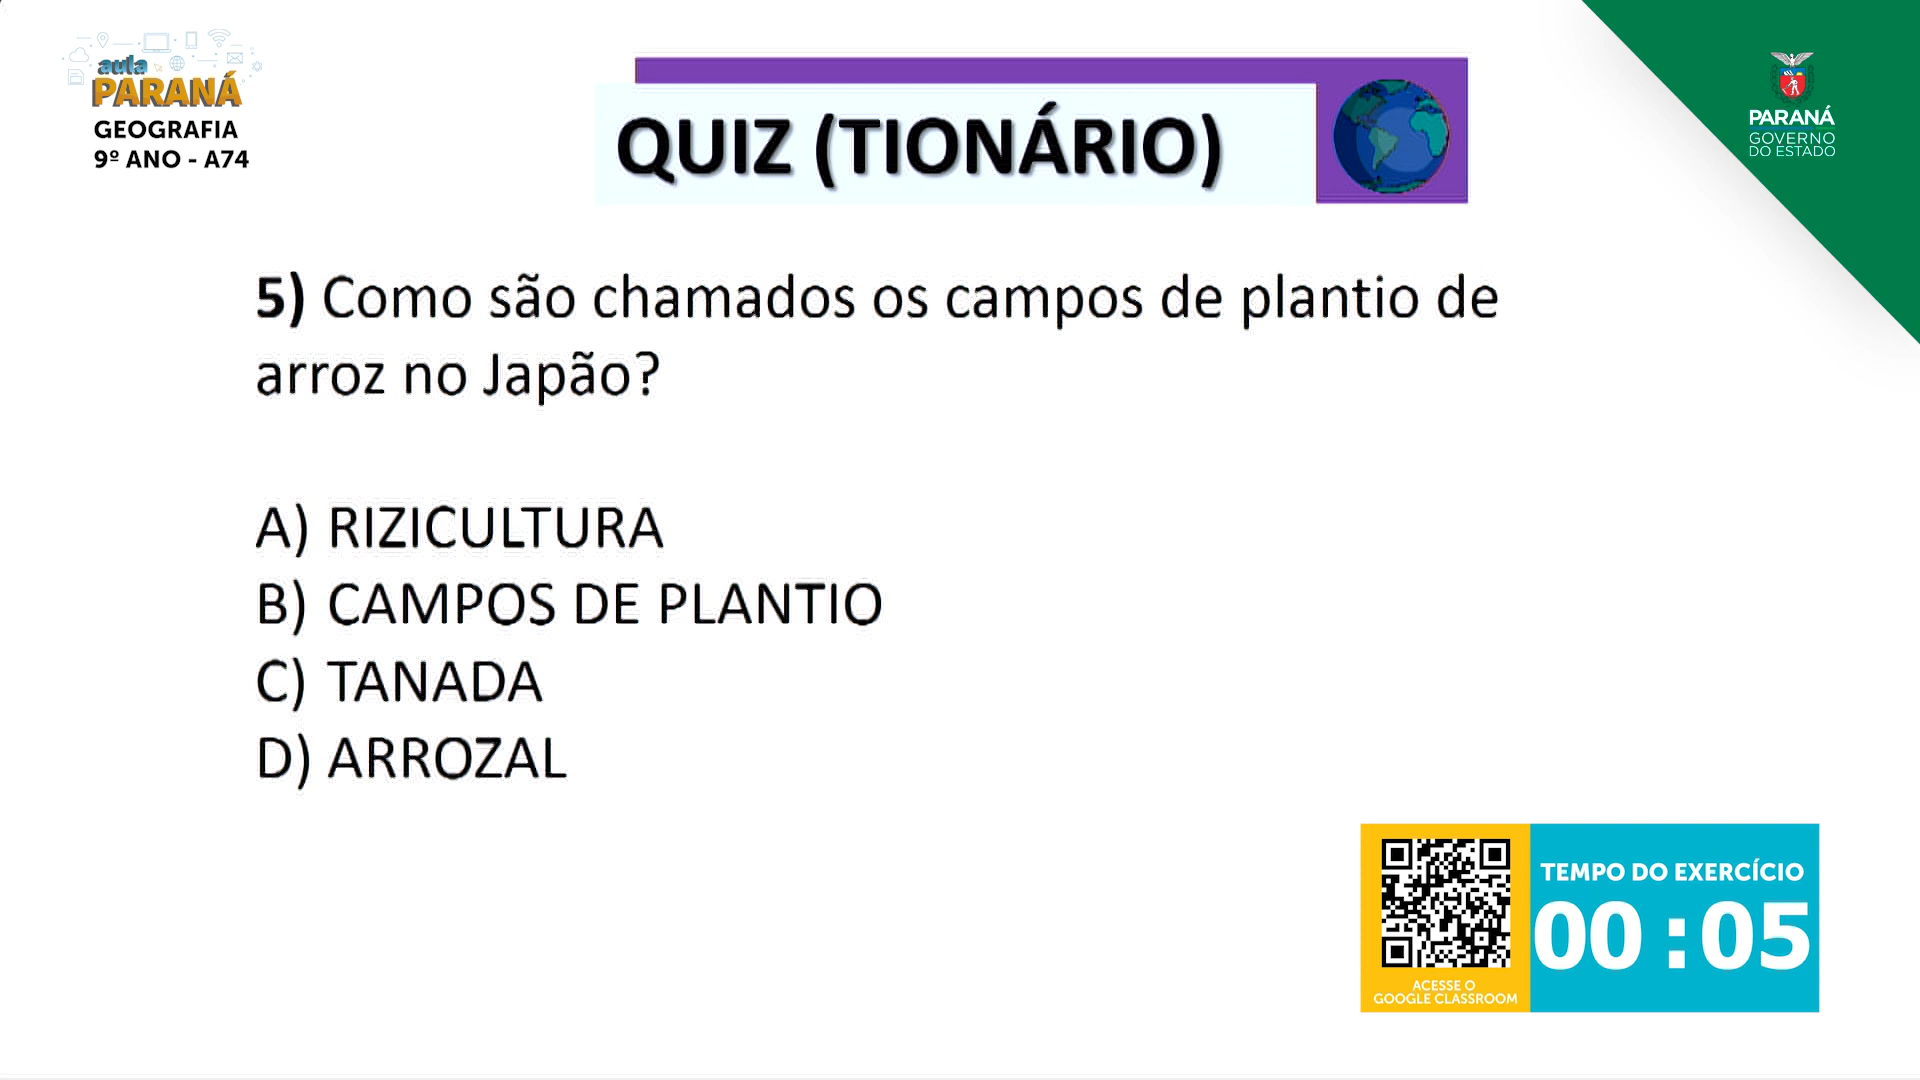 aula
PARANÁ
GEOGRAFIA
9º ANO - A74
QUIZ (TIONÁRIO)
PARANÁ
GOVERNO
DO ESTADO
5) Como são chamados os campos de plantio de
arroz no Japão?
A) RIZICULTURA
B) CAMPOS DE PLANTIO
C) TANADA
D) ARROZAL
TEMPO DO EXERCÍCIO
00 :05
ACESSE O
GOOGLE CLASSROOM